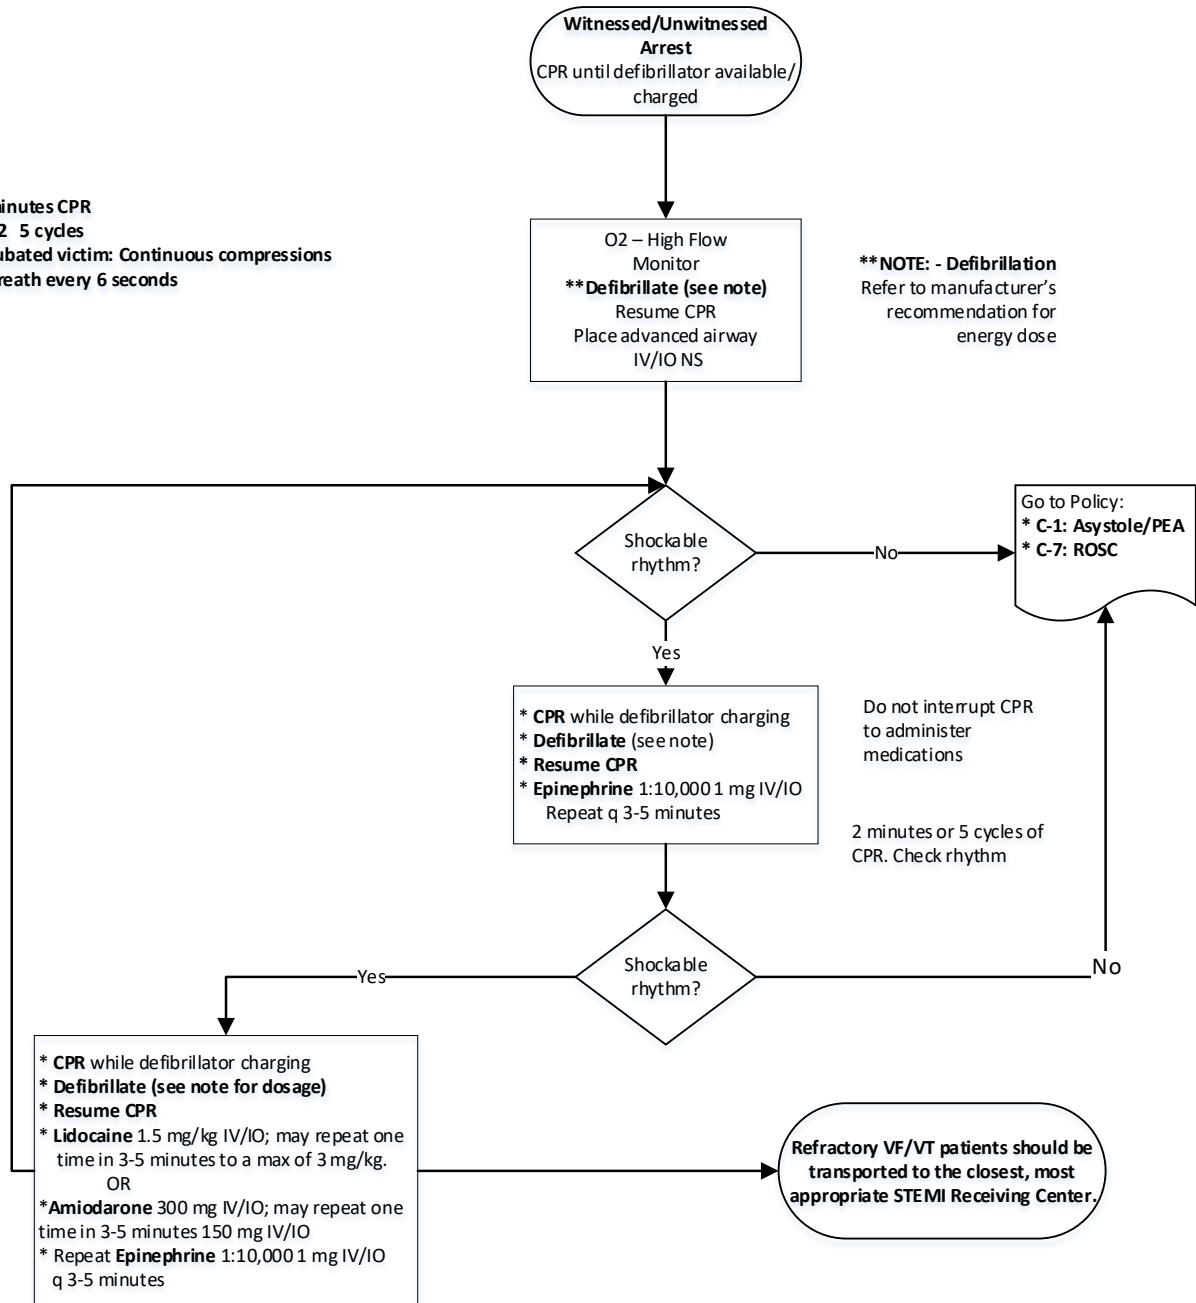 Witnessed/Unwitnessed
Arrest
CPR until defibrillator available/
charged
inutes CPR
2 5 cycles
ubated victim: Continuous compressions
reath every 6 seconds
O2 – High Flow
Monitor
**Defibrillate (see note)
Resume CPR
Place advanced airway
IV/IO NS
**NOTE: - Defibrillation
Refer to manufacturer's
recommendation for
energy dose
Shockable
rhythm?
No
Go to Policy:
* C-1: Asystole/PEA
* C-7: ROSC
Yes
* CPR while defibrillator charging
* Defibrillate (see note)
* Resume CPR
* Epinephrine 1:10,000 1 mg IV/IO
Repeat q 3-5 minutes
Do not interrupt CPR
to administer
medications
2 minutes or 5 cycles of
CPR. Check rhythm
Shockable
rhythm?
Yes
No
* CPR while defibrillator charging
* Defibrillate (see note for dosage)
* Resume CPR
* Lidocaine 1.5 mg/kg IV/IO; may repeat one
time in 3-5 minutes to a max of 3 mg/kg.
OR
*Amiodarone 300 mg IV/IO; may repeat one
time in 3-5 minutes 150 mg IV/IO
* Repeat Epinephrine 1:10,000 1 mg IV/IO
q 3-5 minutes
Refractory VF/VT patients should be
transported to the closest, most
appropriate STEMI Receiving Center.